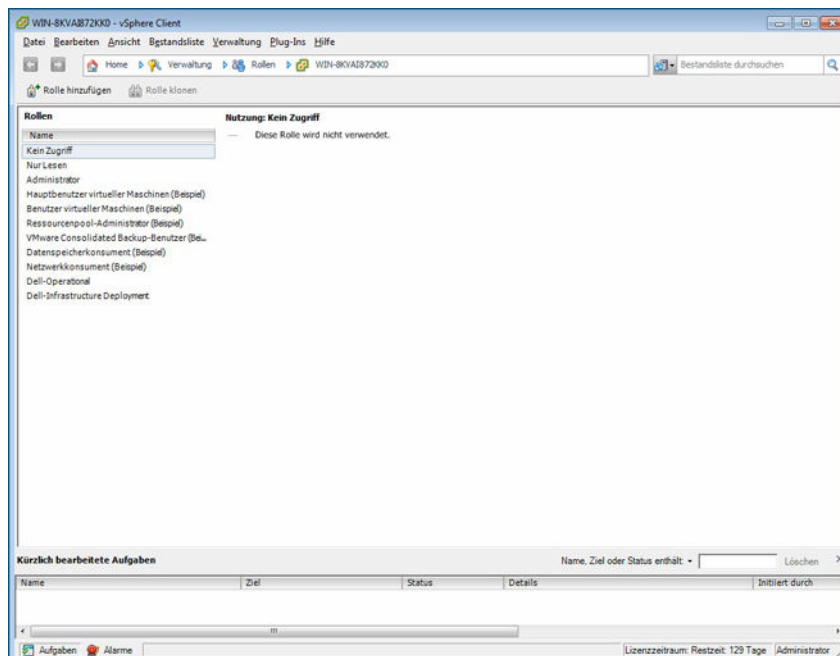 WIN-8KVAI872KK0 - vSphere Client
Datei Bearbeiten Ansicht Bestandsliste Verwaltung Plug-Ins Hilfe
Home Verwaltung Rollen WIN-8KVAI872KK0 Bestandsliste durchsuchen
Rolle hinzufügen Rolle klonen
Rollen
Name
Kein Zugriff
Nur Lesen
Administrator
Hauptbenutzer virtueller Maschinen (Beispiel)
Benutzer virtueller Maschinen (Beispiel)
Ressourcenpool-Administrator (Beispiel)
VMware Consolidated Backup-Benutzer (Bei...
Datenspeicherkonsument (Beispiel)
Netzwerkkonsument (Beispiel)
Dell-Operational
Dell-Infrastructure Deployment
Nutzung: Kein Zugriff
Diese Rolle wird nicht verwendet.
Kürzlich bearbeitete Aufgaben
Name, Ziel oder Status enthält: Löschen
Name Ziel Status Details Initiiert durch
Aufgaben Alarme
Lizenzzeitraum: Restzeit: 129 Tage Administrator